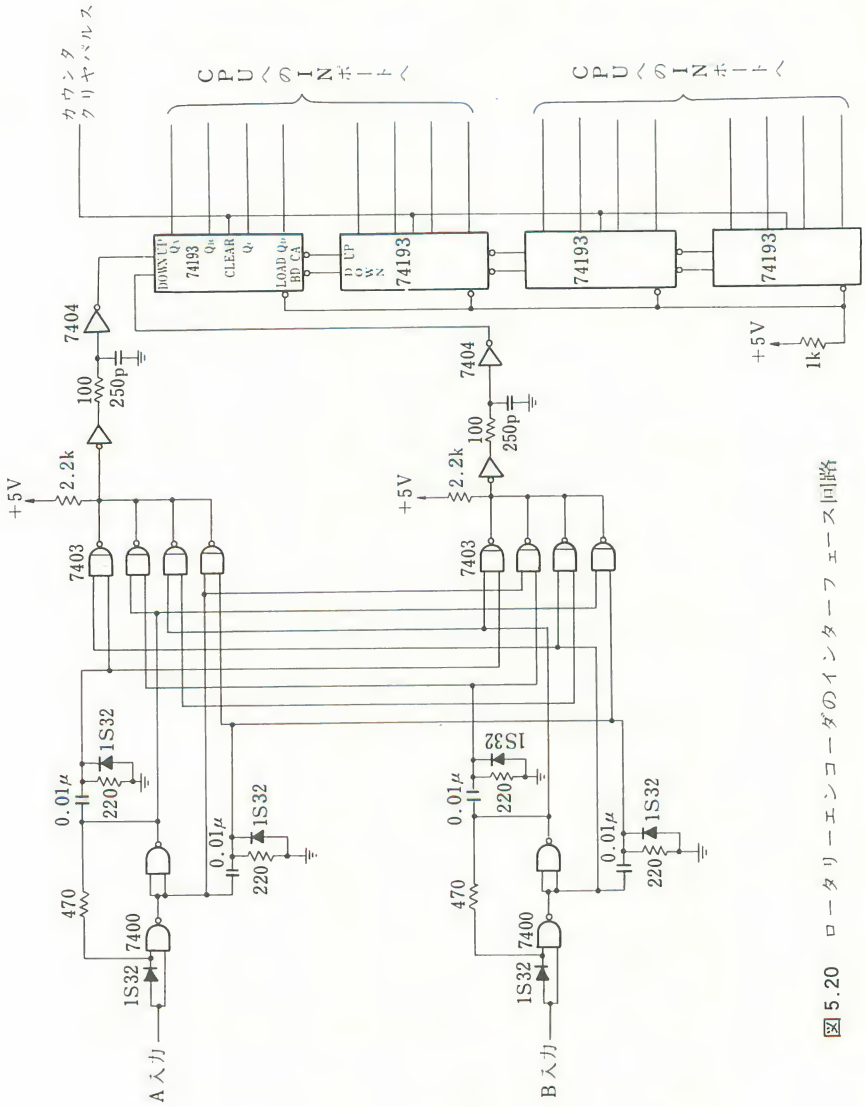 カウンタ
クリヤパルス
CPUへのINポートへ
CPUへのINポートへ
DOWN UP
QA
QB
74193
CLEAR
QC
LOAD QD
BD CA
DOWN UP
74193
74193
74193
+5V
1k
7404
100
250p
7404
100
250p
+5V
2.2k
7403
+5V
2.2k
7403
0.01μ
1S32
220
470
0.01μ
1S32
220
7400
1S32
A入力
0.01μ
1S32
220
470
0.01μ
1S32
220
7400
1S32
B入力
図 5.20 ロータリーエンコーダのインターフェース回路